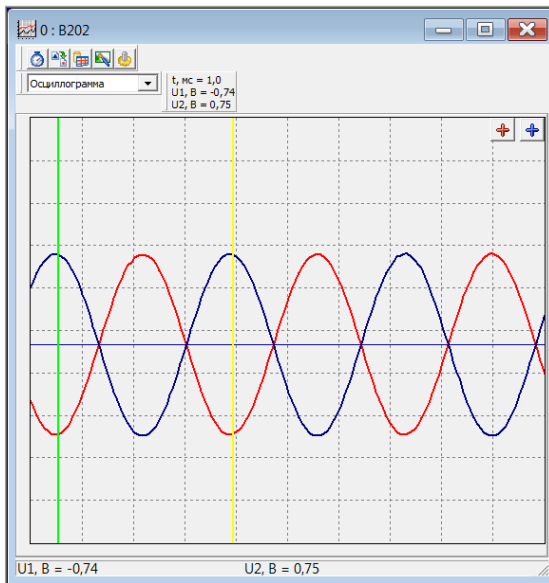 0 : B202
Осциллограмма
t, мс = 1,0
U1, В = -0,74
U2, В = 0,75
U1, В = -0,74
U2, В = 0,75